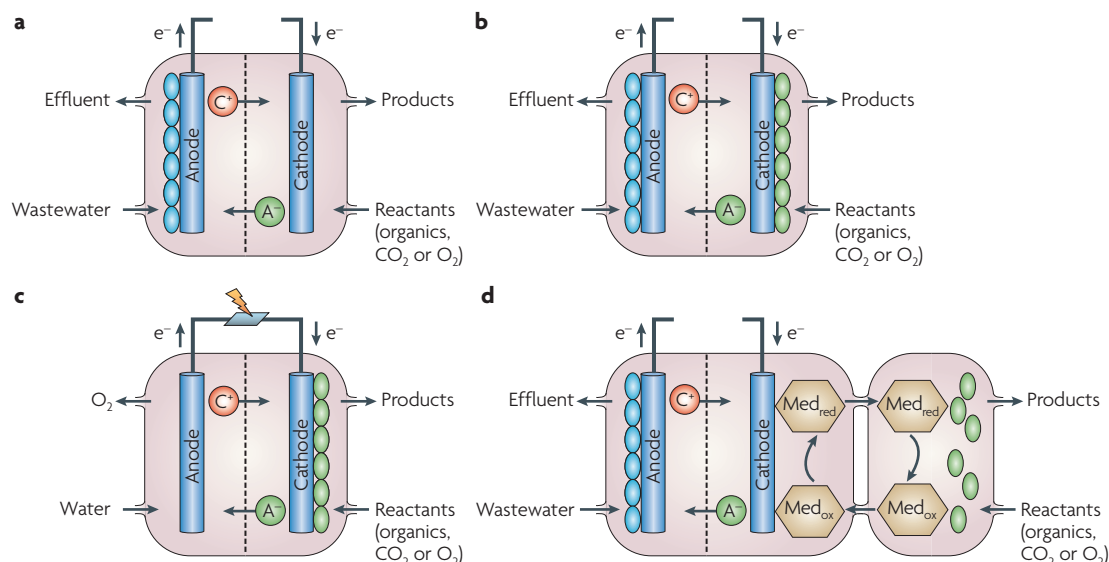 a
e⁻
e⁻
Effluent
C⁺
Products
Anode
Cathode
Wastewater
A⁻
Reactants
(organics,
CO₂ or O₂)
b
e⁻
e⁻
Effluent
C⁺
Products
Anode
Cathode
Wastewater
A⁻
Reactants
(organics,
CO₂ or O₂)
c
e⁻
e⁻
O₂
C⁺
Products
Anode
Cathode
Water
A⁻
Reactants
(organics,
CO₂ or O₂)
d
e⁻
e⁻
Effluent
C⁺
Med_red
Med_red
Products
Anode
Cathode
Wastewater
A⁻
Med_ox
Med_ox
Reactants
(organics,
CO₂ or O₂)